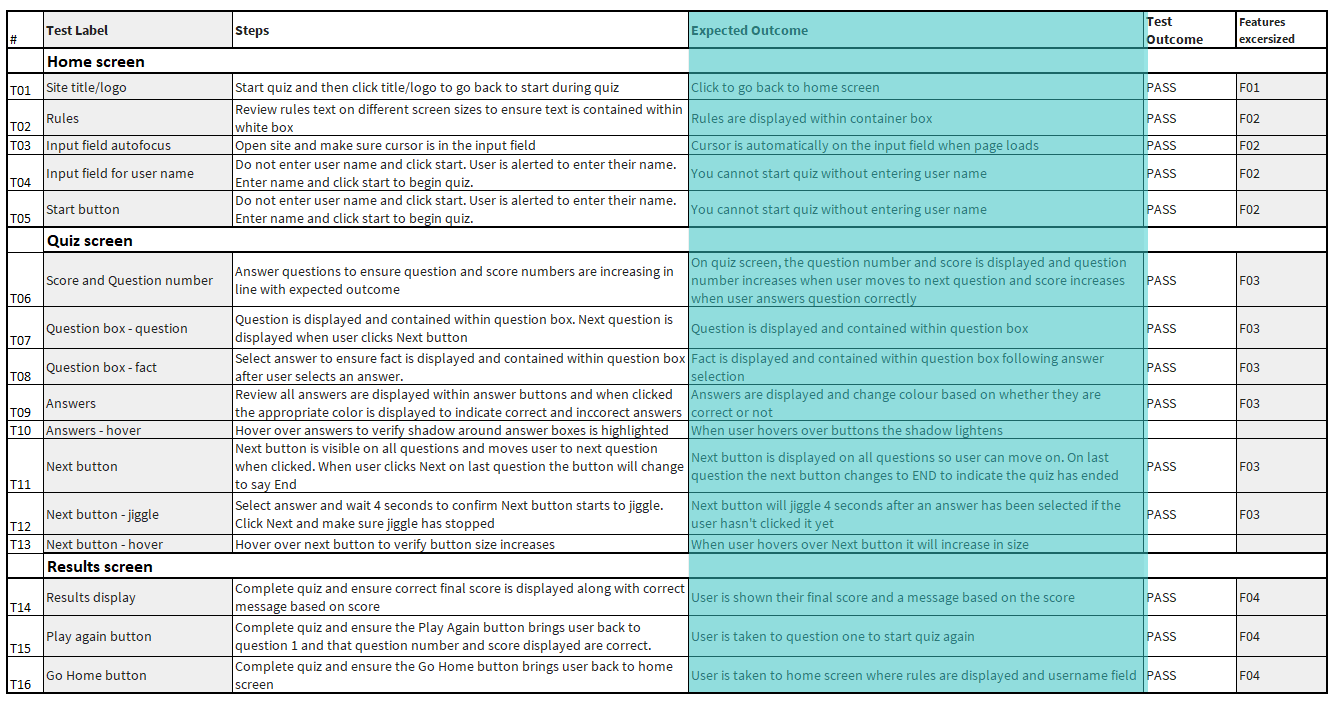 # Test Label Steps Expected Outcome Test Outcome Features excersized
Home screen
T01 Site title/logo Start quiz and then click title/logo to go back to start during quiz Click to go back to home screen PASS F01
T02 Rules Review rules text on different screen sizes to ensure text is contained within white box Rules are displayed within container box PASS F02
T03 Input field autofocus Open site and make sure cursor is in the input field Cursor is automatically on the input field when page loads PASS F02
T04 Input field for user name Do not enter user name and click start. User is alerted to enter their name. Enter name and click start to begin quiz. You cannot start quiz without entering user name PASS F02
T05 Start button Do not enter user name and click start. User is alerted to enter their name. Enter name and click start to begin quiz. You cannot start quiz without entering user name PASS F02
Quiz screen
T06 Score and Question number Answer questions to ensure question and score numbers are increasing in line with expected outcome On quiz screen, the question number and score is displayed and question number increases when user moves to next question and score increases when user answers question correctly PASS F03
T07 Question box - question Question is displayed and contained within question box. Next question is displayed when user clicks Next button Question is displayed and contained within question box PASS F03
T08 Question box - fact Select answer to ensure fact is displayed and contained within question box after user selects an answer. Fact is displayed and contained within question box following answer selection PASS F03
T09 Answers Review all answers are displayed within answer buttons and when clicked the appropriate color is displayed to indicate correct and inccorect answers Answers are displayed and change colour based on whether they are correct or not PASS F03
T10 Answers - hover Hover over answers to verify shadow around answer boxes is highlighted When user hovers over buttons the shadow lightens
T11 Next button Next button is visible on all questions and moves user to next question when clicked. When user clicks Next on last question the button will change to say End Next button is displayed on all questions so user can move on. On last question the next button changes to END to indicate the quiz has ended PASS F03
T12 Next button - jiggle Select answer and wait 4 seconds to confirm Next button starts to jiggle. Click Next and make sure jiggle has stopped Next button will jiggle 4 seconds after an answer has been selected if the user hasn't clicked it yet PASS F03
T13 Next button - hover Hover over next button to verify button size increases When user hovers over Next button it will increase in size
Results screen
T14 Results display Complete quiz and ensure correct final score is displayed along with correct message based on score User is shown their final score and a message based on the score PASS F04
T15 Play again button Complete quiz and ensure the Play Again button brings user back to question 1 and that question number and score displayed are correct. User is taken to question one to start quiz again PASS F04
T16 Go Home button Complete quiz and ensure the Go Home button brings user back to home screen User is taken to home screen where rules are displayed and username field PASS F04